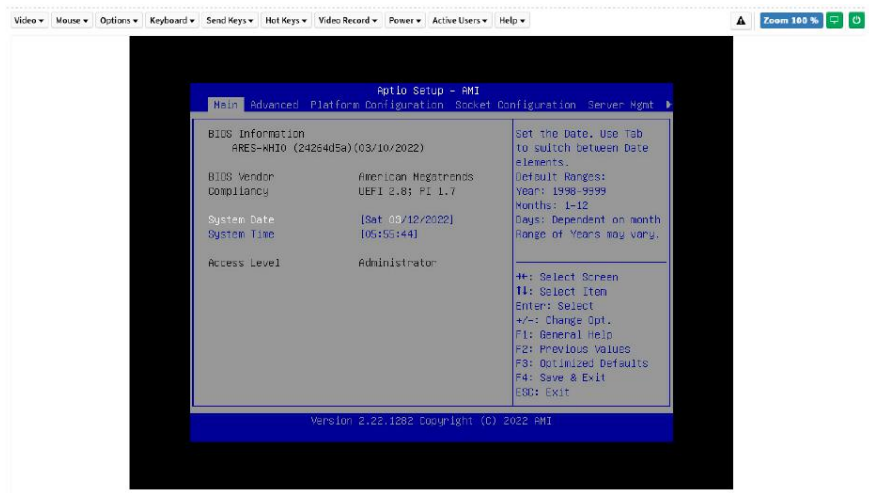 Video Mouse Options Keyboard Send Keys Hot Keys Video Record Power Active Users Help Zoom 100 %
Aptio Setup - AMI
Main Advanced Platform Configuration Socket Configuration Server Mgmt
BIOS Information
ARES-WHI0 (24264d5a)(03/10/2022)
BIOS Vendor American Megatrends
Compliancy UEFI 2.8; PI 1.7
System Date [Sat 03/12/2022]
System Time [05:55:44]
Access Level Administrator
Set the Date. Use Tab
to switch between Date
elements.
Default Ranges:
Year: 1998-9999
Months: 1-12
Days: Dependent on month
Range of Years may vary.
→←: Select Screen
↑↓: Select Item
Enter: Select
+/-: Change Opt.
F1: General Help
F2: Previous Values
F3: Optimized Defaults
F4: Save & Exit
ESC: Exit
Version 2.22.1282 Copyright (C) 2022 AMI